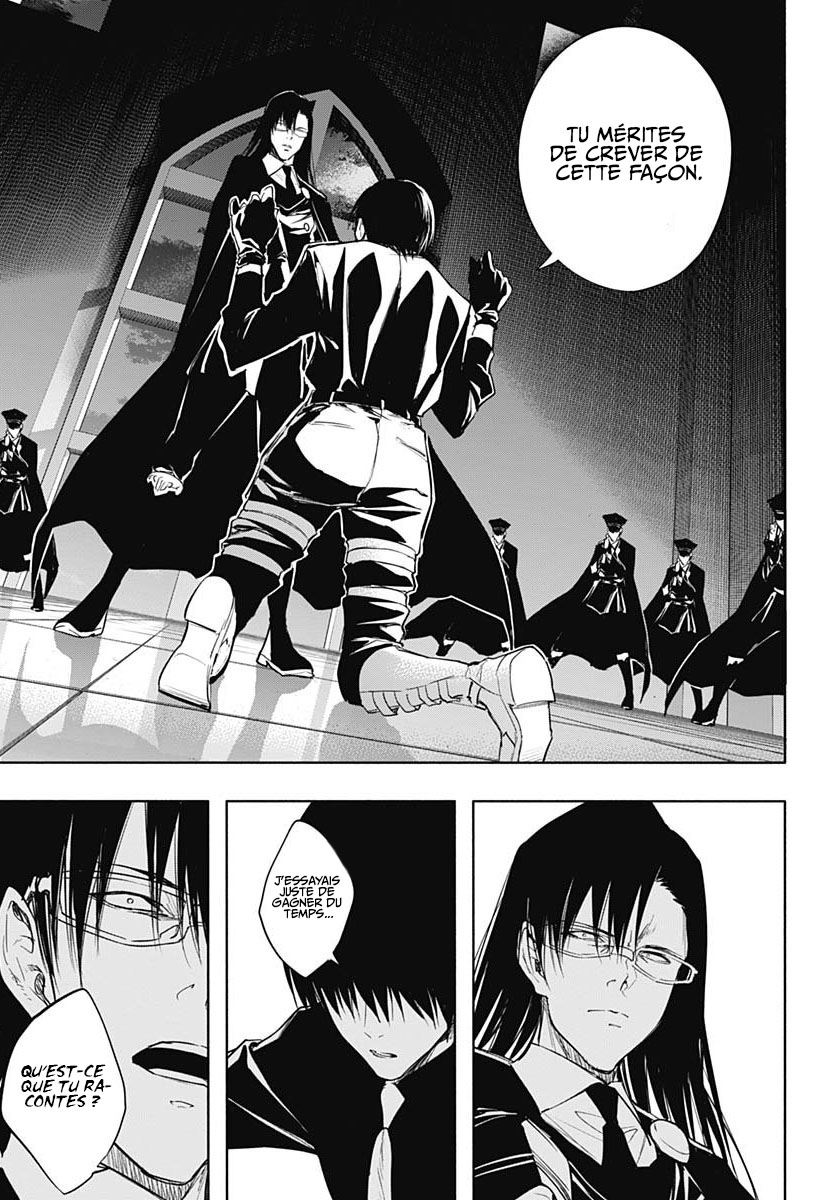 TU MÉRITES
DE CREVER DE
CETTE FAÇON.
J'ESSAYAIS
JUSTE DE
GAGNER DU
TEMPS...
QU'EST-CE
QUE TU RA-
CONTES ?